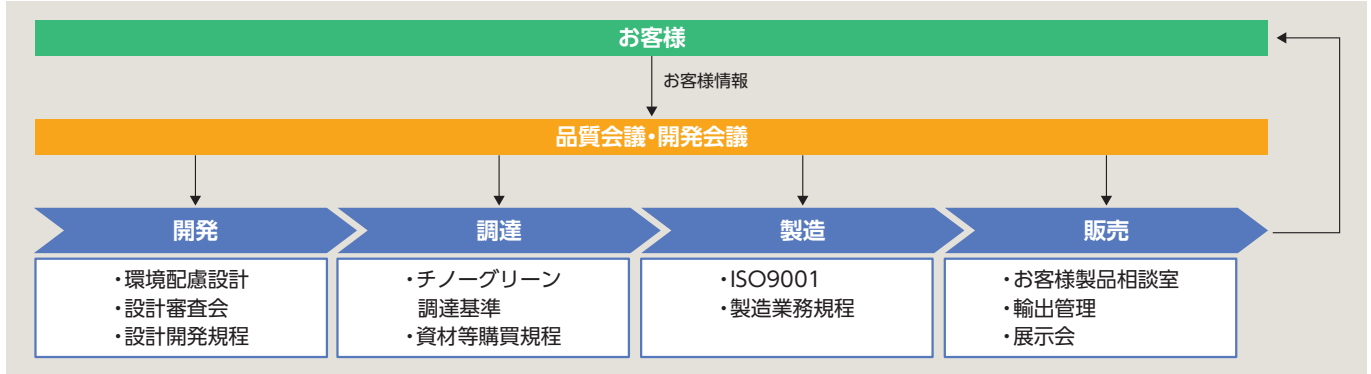 お客様
お客様情報
品質会議・開発会議
開発
調達
製造
販売
・環境配慮設計
・設計審査会
・設計開発規程
・チノーグリーン
調達基準
・資材等購買規程
・ISO9001
・製造業務規程
・お客様製品相談室
・輸出管理
・展示会